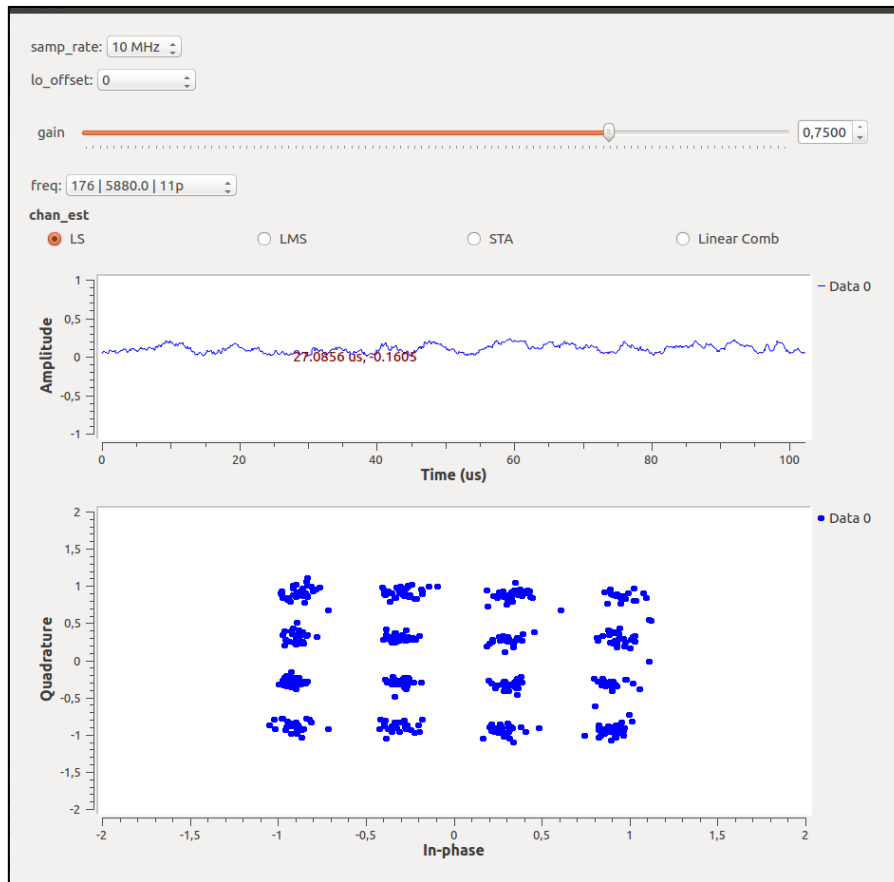 samp_rate: 10 MHz
lo_offset: 0
gain 0,7500
freq: 176 | 5880.0 | 11p
chan_est
LS LMS STA Linear Comb
1
0,5
0
-0,5
-1
Amplitude
Data 0
27.0856 us, -0.1605
0 20 40 60 80 100
Time (us)
2
1,5
1
0,5
0
-0,5
-1
-1,5
-2
Quadrature
Data 0
-2 -1,5 -1 -0,5 0 0,5 1 1,5 2
In-phase